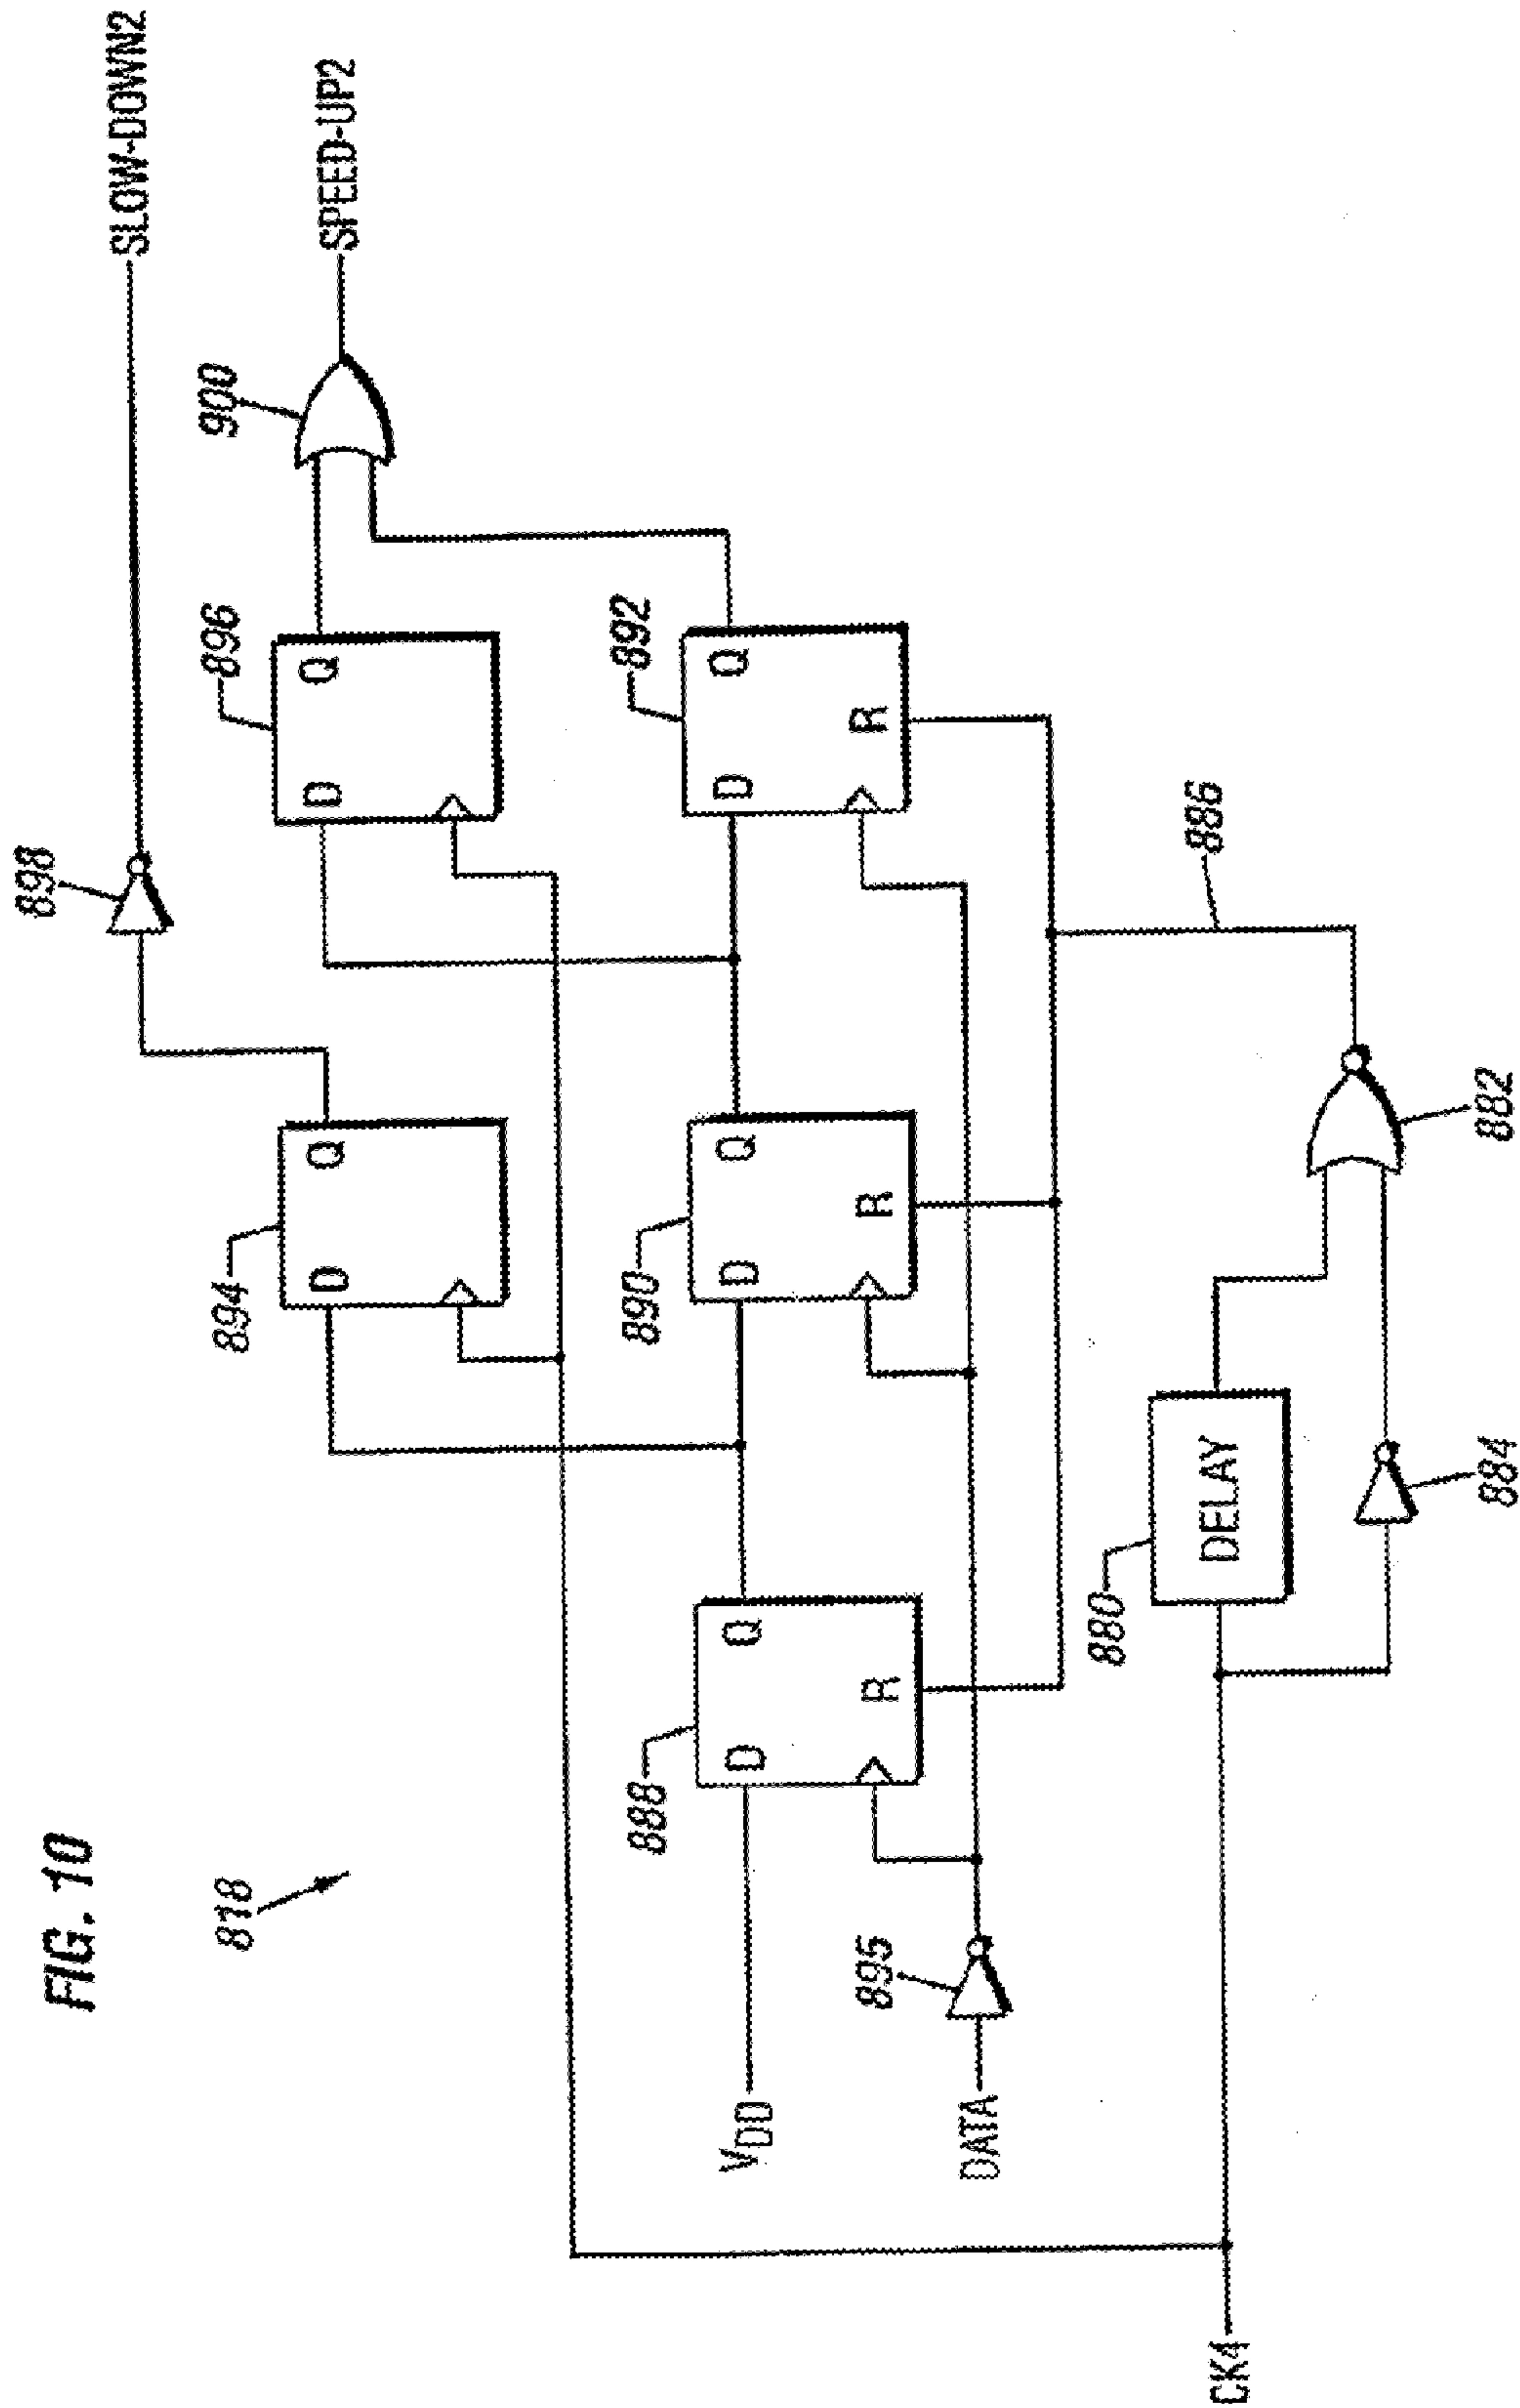 FIG. 10
818
898
SLOW-DOWN2
894
D
Q
896
D
Q
900
SPEED-UP2
888
D
Q
R
890
D
Q
R
892
D
Q
R
VDD
895
DATA
880
DELAY
886
884
882
CK4